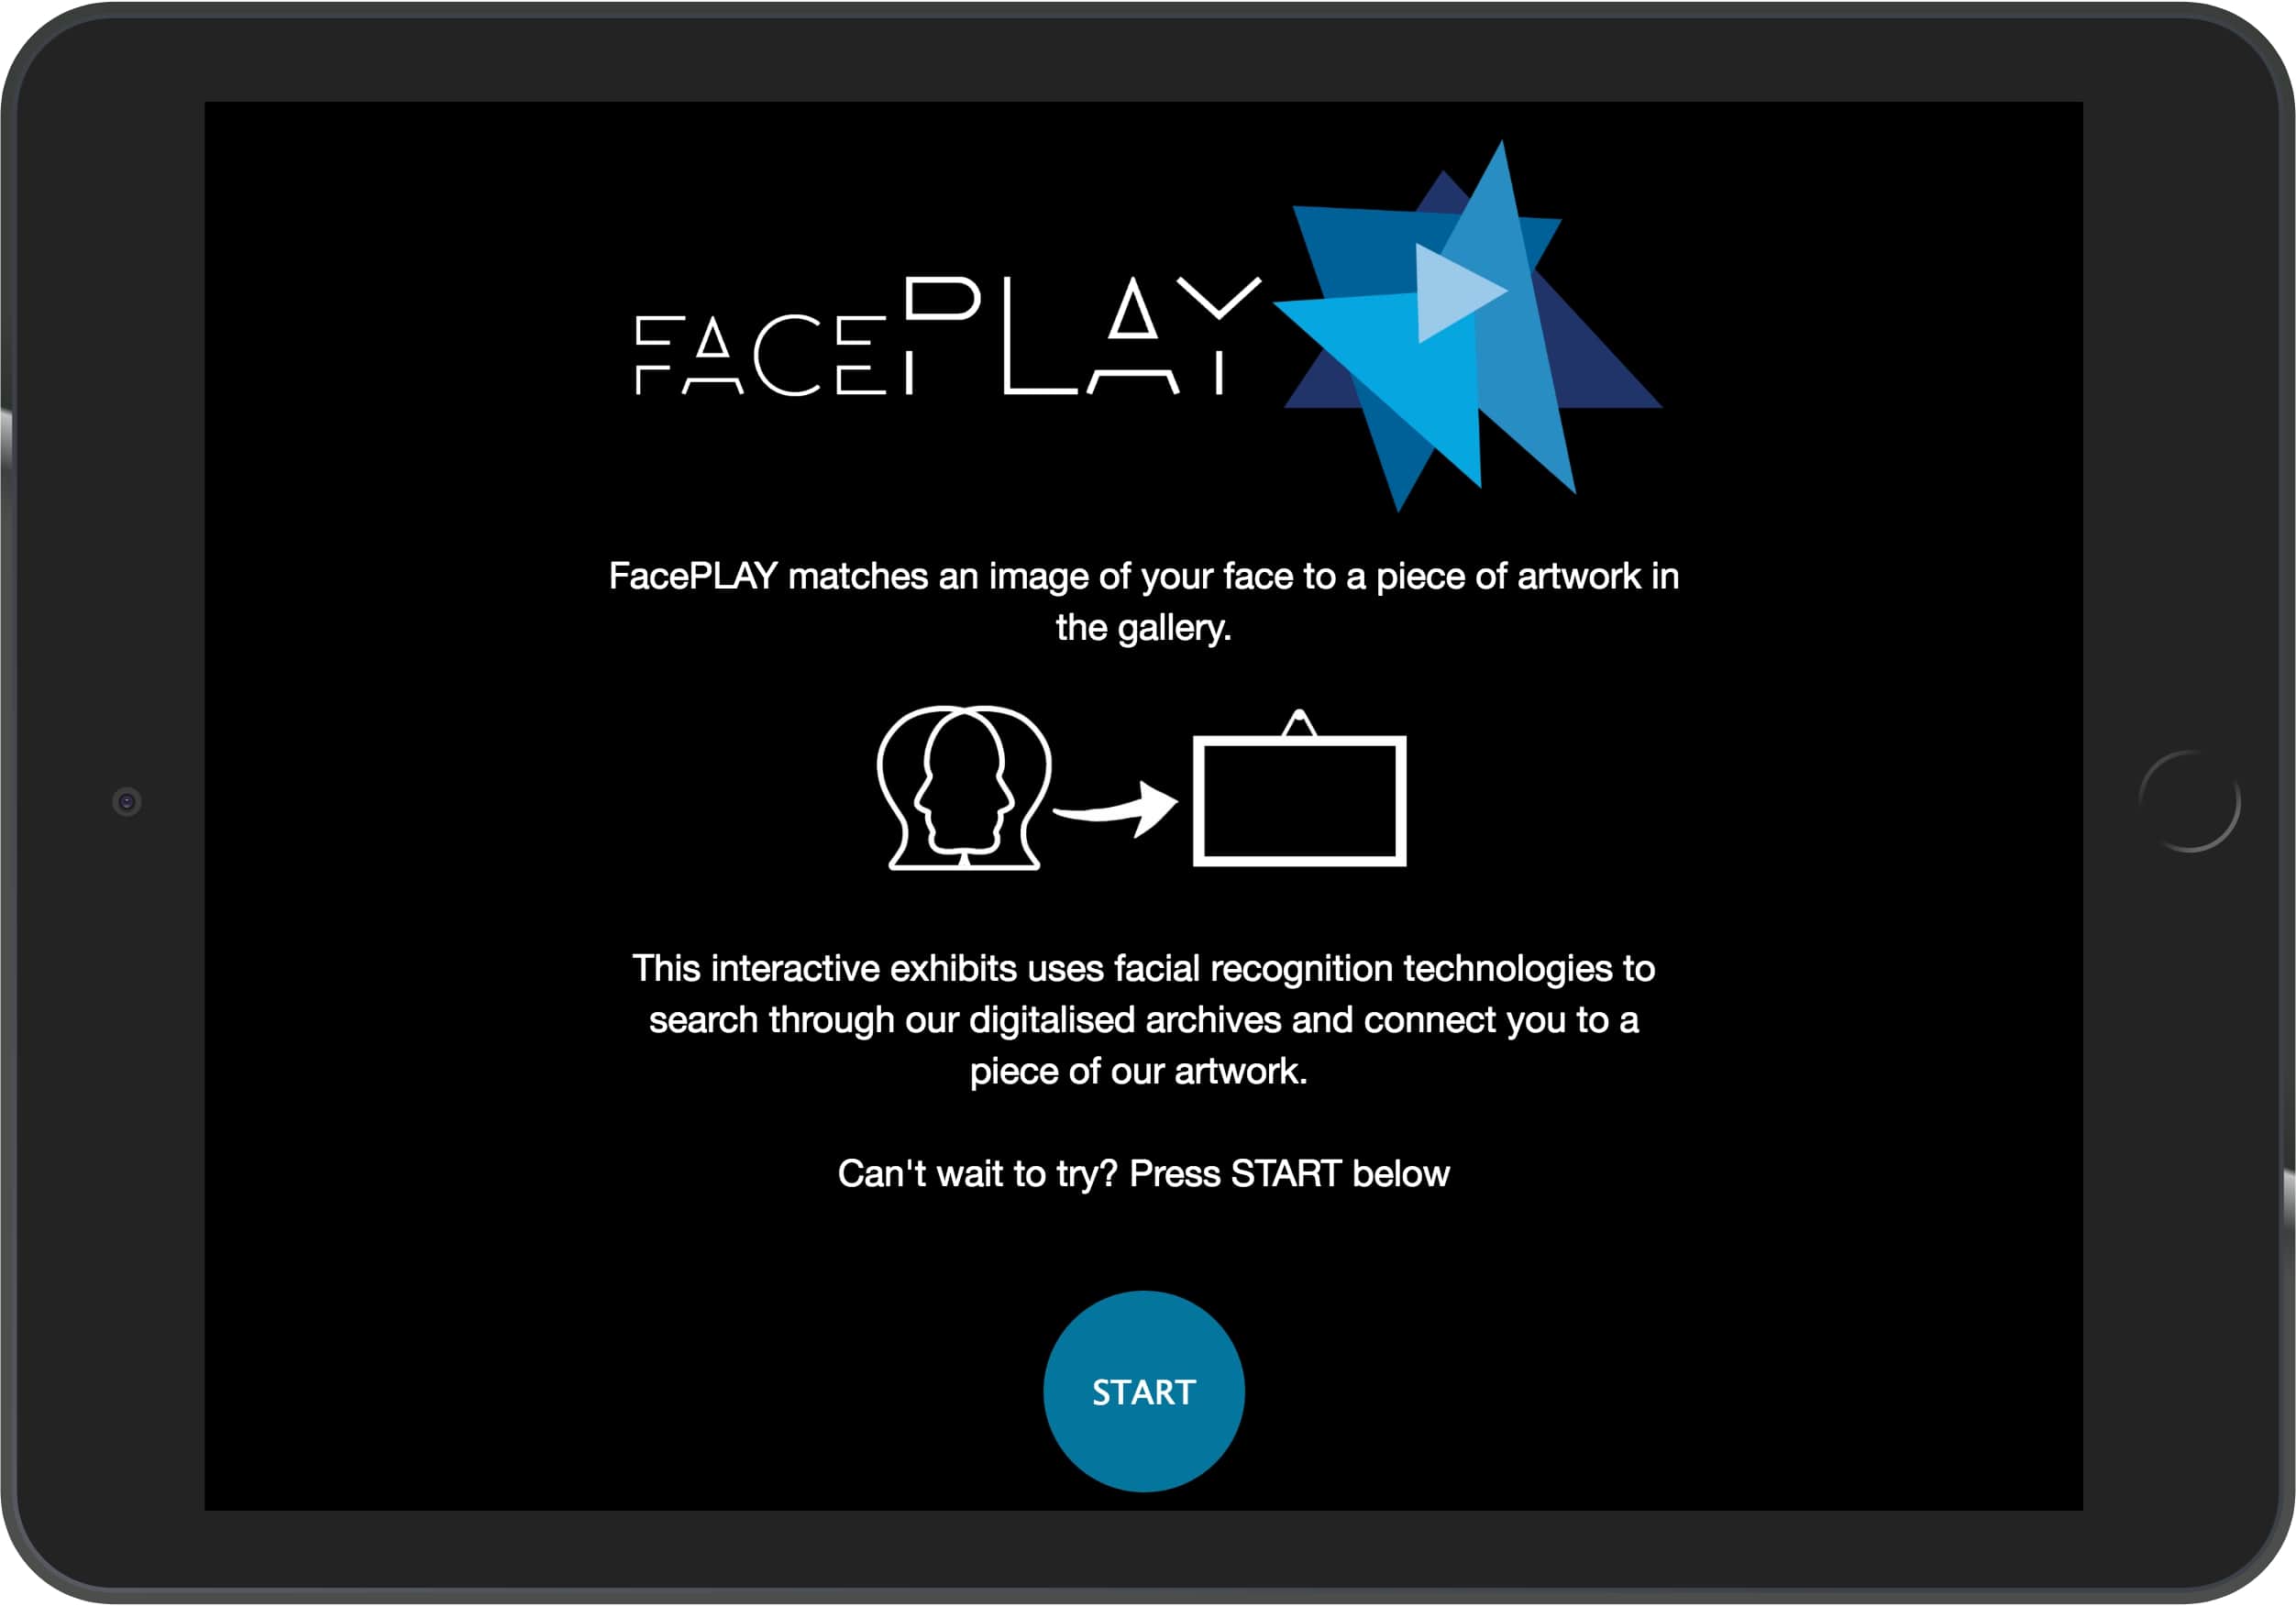 FACEPLAY
FacePLAY matches an image of your face to a piece of artwork in
the gallery.
This interactive exhibits uses facial recognition technologies to
search through our digitalised archives and connect you to a
piece of our artwork.
Can't wait to try? Press START below
START